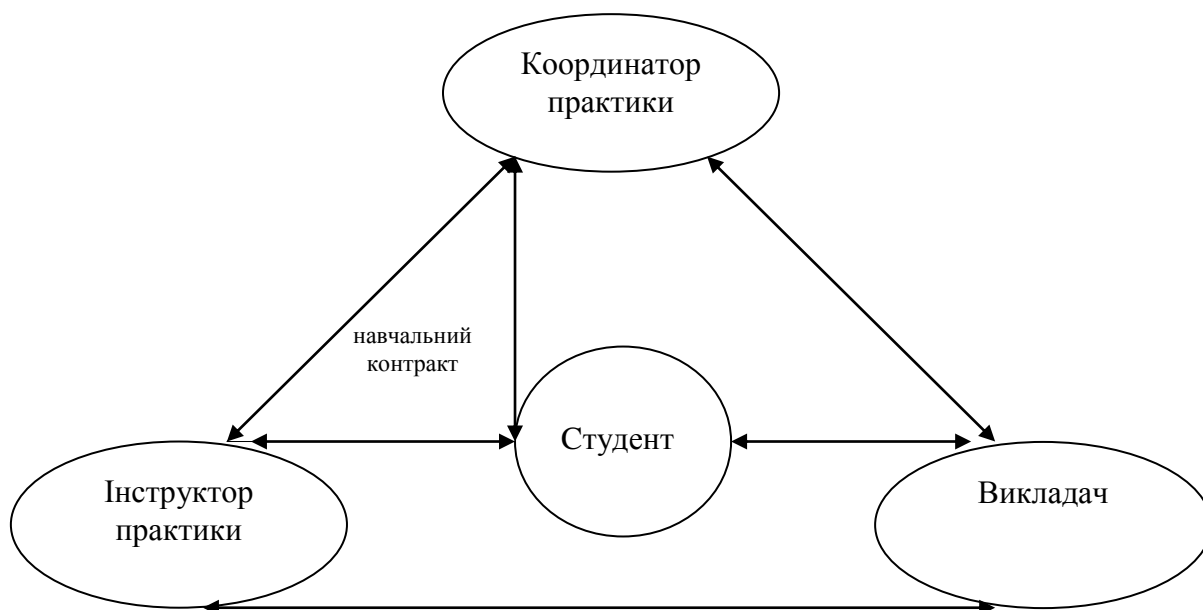 Координатор
практики
навчальний
контракт
Студент
Інструктор
практики
Викладач